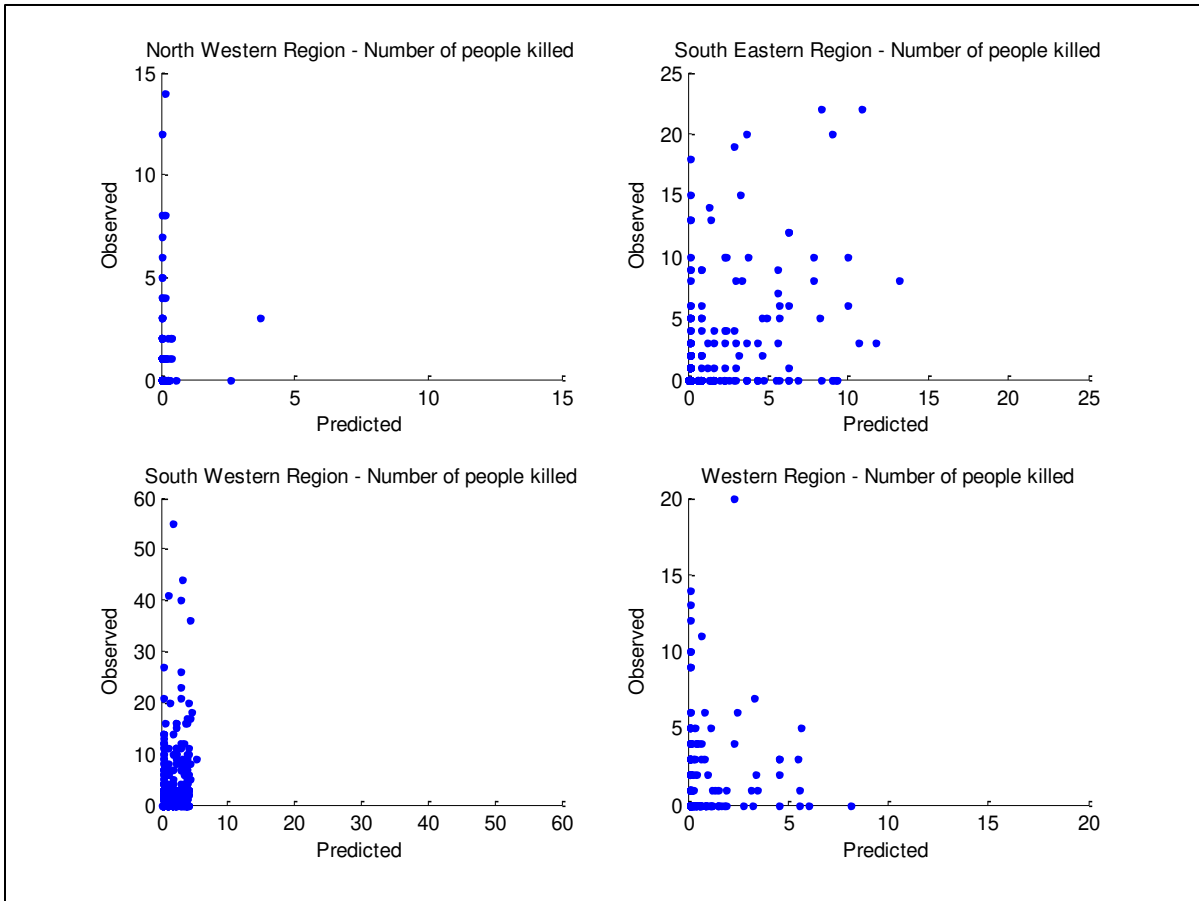 North Western Region - Number of people killed
15
10
5
0
Observed
0 5 10 15
Predicted
South Eastern Region - Number of people killed
25
20
15
10
5
0
Observed
0 5 10 15 20 25
Predicted
South Western Region - Number of people killed
60
50
40
30
20
10
0
Observed
0 10 20 30 40 50 60
Predicted
Western Region - Number of people killed
20
15
10
5
0
Observed
0 5 10 15 20
Predicted